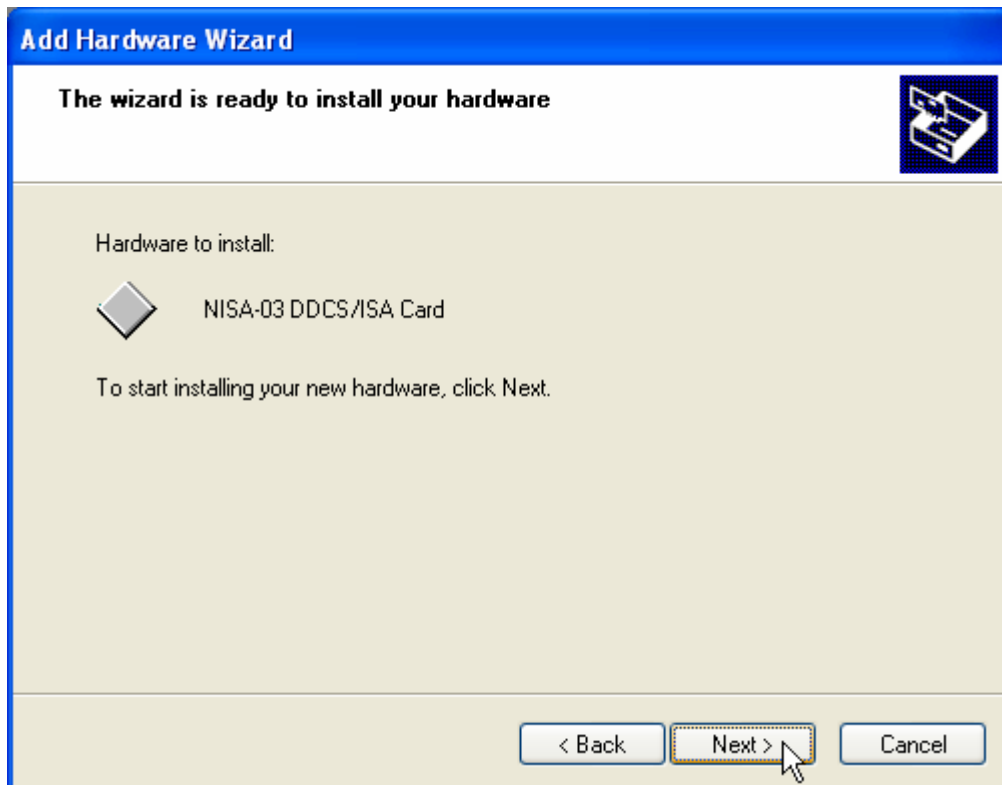 Add Hardware Wizard
The wizard is ready to install your hardware
Hardware to install:
NISA-03 DDCS/ISA Card
To start installing your new hardware, click Next.
< Back Next > Cancel